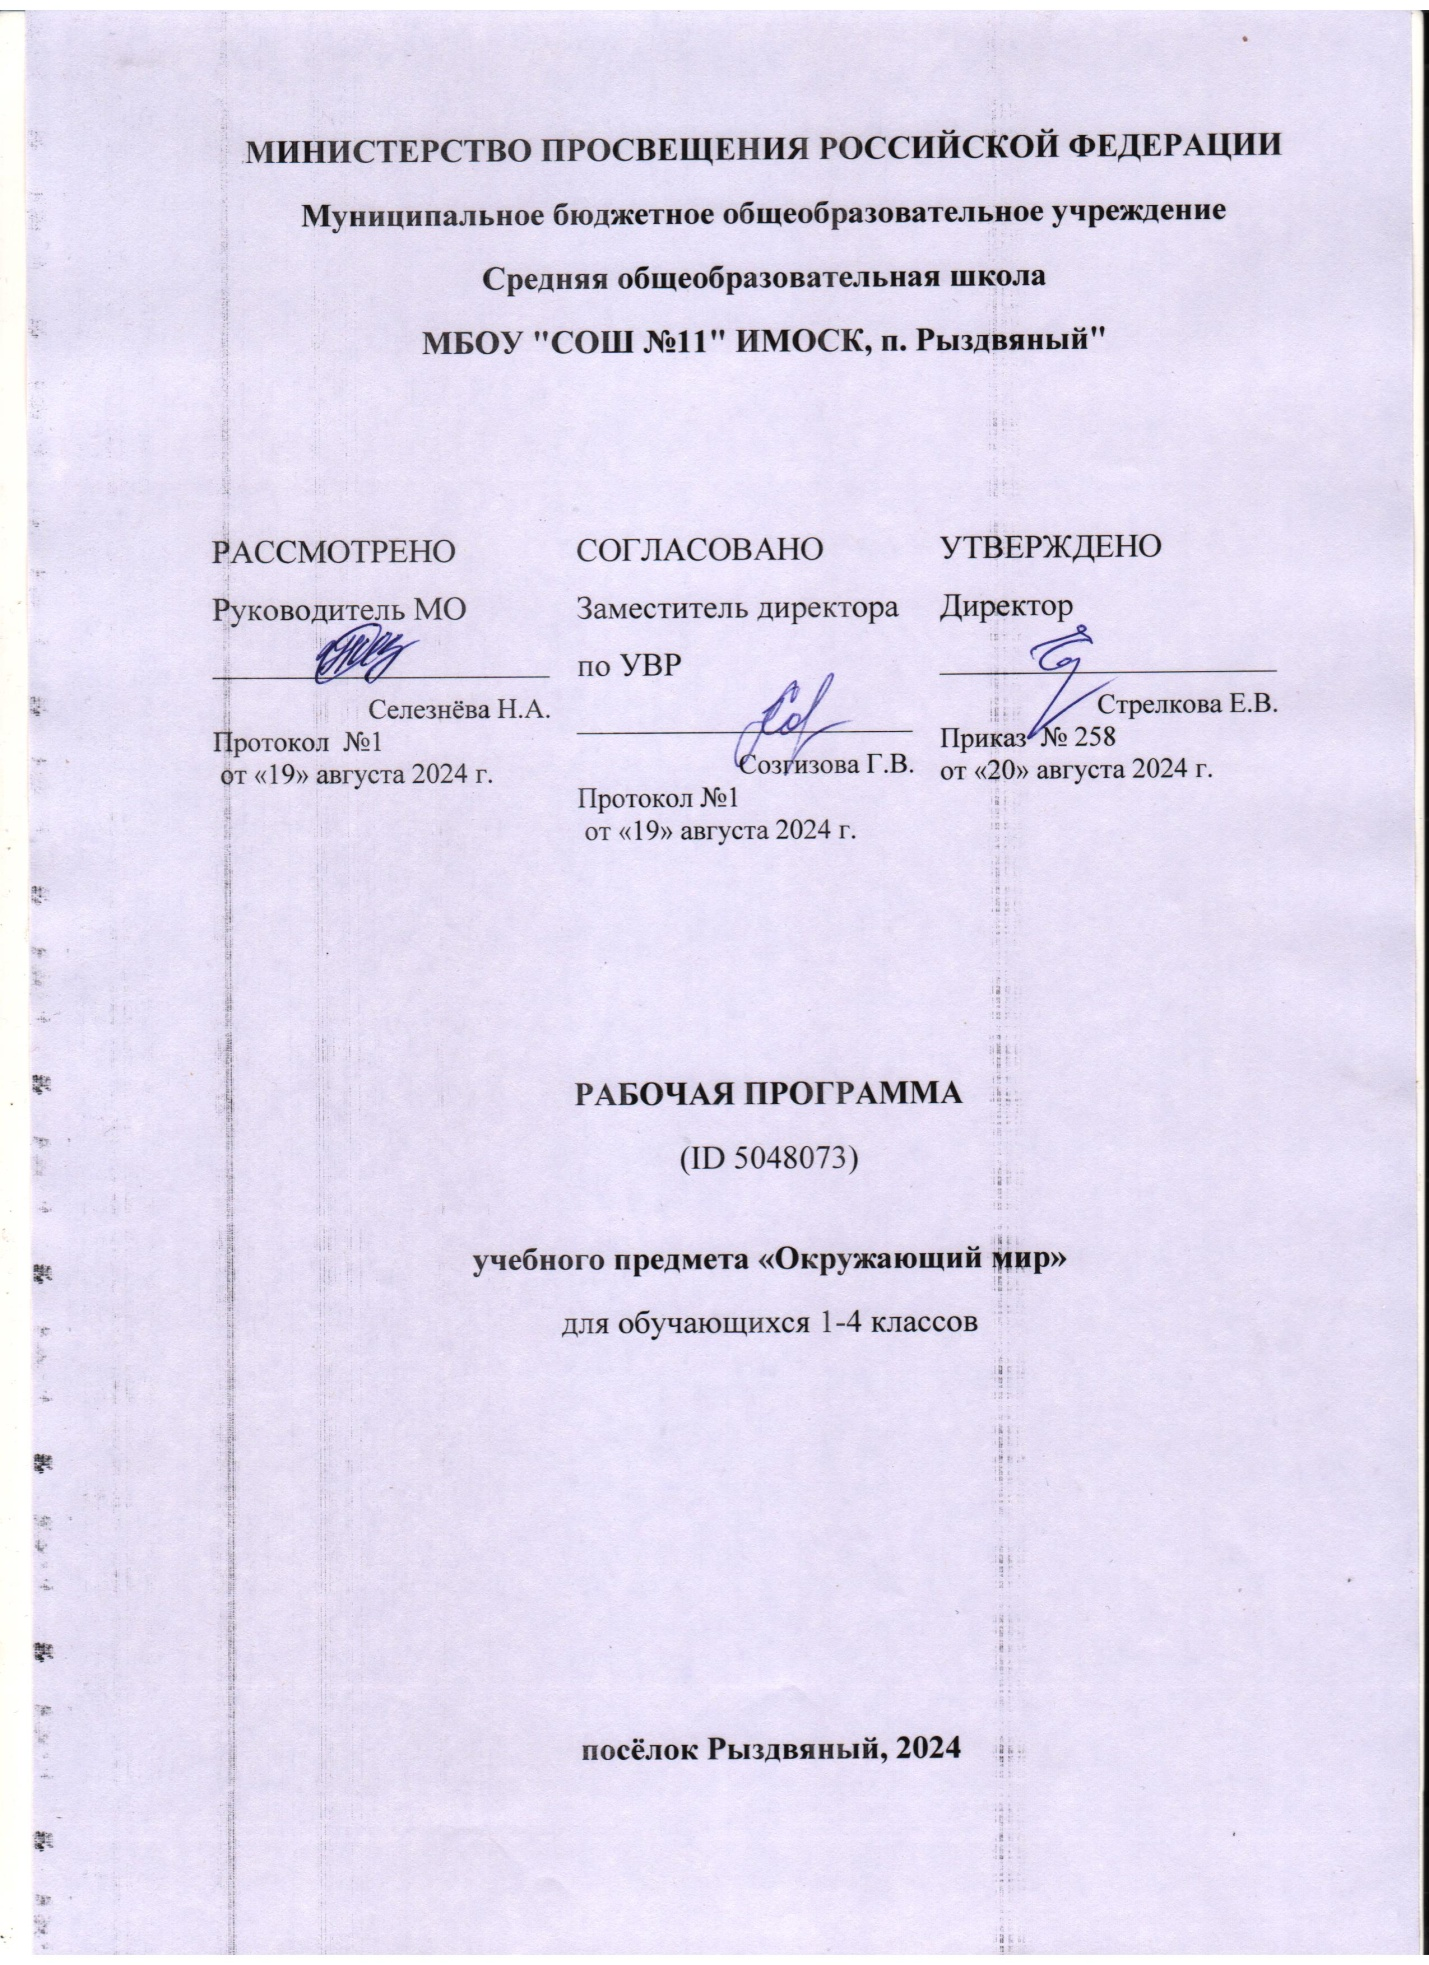 МИНИСТЕРСТВО ПРОСВЕЩЕНИЯ РОССИЙСКОЙ ФЕДЕРАЦИИ
Муниципальное бюджетное общеобразовательное учреждение
Средняя общеобразовательная школа
МБОУ "СОШ №11" ИМОСК, п. Рыздвяный"
РАССМОТРЕНО
Руководитель МО
Селезнёва Н.А.
Протокол №1
от «19» августа 2024 г.
СОГЛАСОВАНО
Заместитель директора
по УВР
Созгизова Г.В.
Протокол №1
от «19» августа 2024 г.
УТВЕРЖДЕНО
Директор
Стрелкова Е.В.
Приказ № 258
от «20» августа 2024 г.
РАБОЧАЯ ПРОГРАММА
(ID 5048073)
учебного предмета «Окружающий мир»
для обучающихся 1-4 классов
посёлок Рыздвяный, 2024